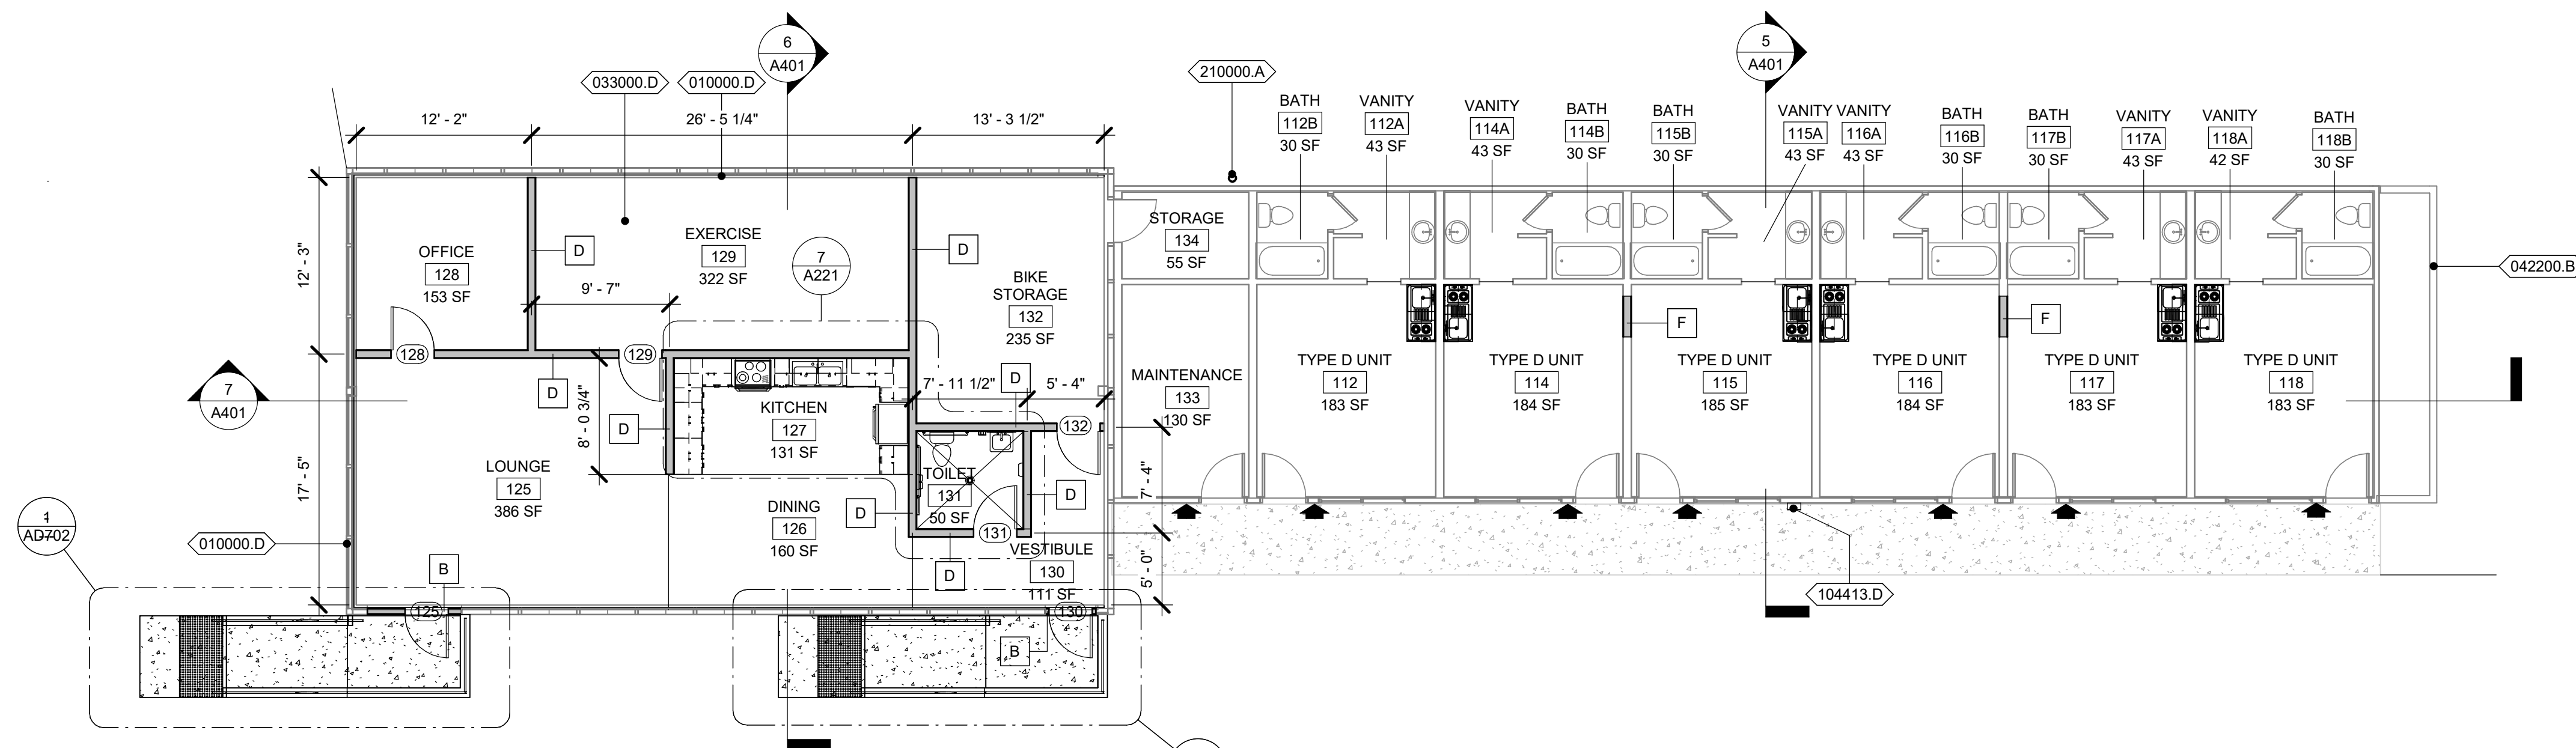 6
A401
5
A401
033000.D
010000.D
210000.A
12' - 2"
26' - 5 1/4"
13' - 3 1/2"
BATH
112B
30 SF
VANITY
112A
43 SF
VANITY
114A
43 SF
BATH
114B
30 SF
BATH
115B
30 SF
VANITY
115A
43 SF
VANITY
116A
43 SF
BATH
116B
30 SF
BATH
117B
30 SF
VANITY
117A
43 SF
VANITY
118A
42 SF
BATH
118B
30 SF
12' - 3"
OFFICE
128
153 SF
D
EXERCISE
129
322 SF
7
A221
D
BIKE
STORAGE
132
235 SF
STORAGE
134
55 SF
042200.B
9' - 7"
F
F
128
129
D
7
A401
8' - 0 3/4"
D
KITCHEN
127
131 SF
7' - 11 1/2"
D
5' - 4"
132
MAINTENANCE
133
130 SF
TYPE D UNIT
112
183 SF
TYPE D UNIT
114
184 SF
TYPE D UNIT
115
185 SF
TYPE D UNIT
116
184 SF
TYPE D UNIT
117
183 SF
TYPE D UNIT
118
183 SF
17' - 5"
LOUNGE
125
386 SF
DINING
126
160 SF
D
TOILET
131
50 SF
D
7' - 4"
131
D
VESTIBULE
130
111 SF
5' - 0"
1
AD702
010000.D
B
125
130
B
104413.D